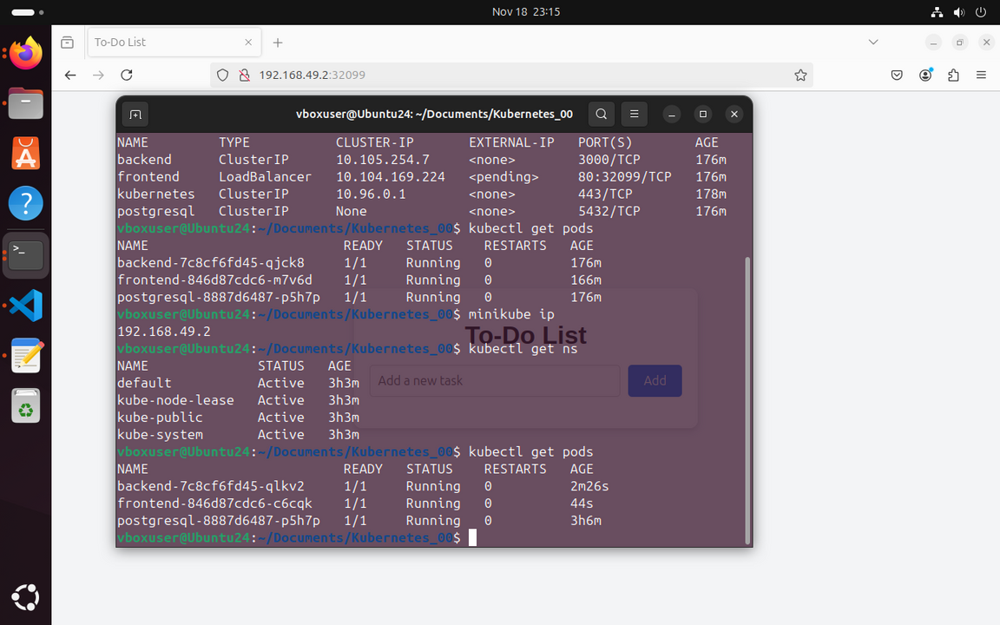 Nov 18 23:15
To-Do List
192.168.49.2:32099
vboxuser@Ubuntu24: ~/Documents/Kubernetes_00
NAME TYPE CLUSTER-IP EXTERNAL-IP PORT(S) AGE
backend ClusterIP 10.105.254.7 <none> 3000/TCP 176m
frontend LoadBalancer 10.104.169.224 <pending> 80:32099/TCP 176m
kubernetes ClusterIP 10.96.0.1 <none> 443/TCP 178m
postgresql ClusterIP None <none> 5432/TCP 176m
vboxuser@Ubuntu24:~/Documents/Kubernetes_00$ kubectl get pods
NAME READY STATUS RESTARTS AGE
backend-7c8cf6fd45-qjck8 1/1 Running 0 176m
frontend-846d87cdc6-m7v6d 1/1 Running 0 166m
postgresql-8887d6487-p5h7p 1/1 Running 0 176m
vboxuser@Ubuntu24:~/Documents/Kubernetes_00$ minikube ip
192.168.49.2
To-Do List
vboxuser@Ubuntu24:~/Documents/Kubernetes_00$ kubectl get ns
NAME STATUS AGE
default Active 3h3m
Add a new task Add
kube-node-lease Active 3h3m
kube-public Active 3h3m
kube-system Active 3h3m
vboxuser@Ubuntu24:~/Documents/Kubernetes_00$ kubectl get pods
NAME READY STATUS RESTARTS AGE
backend-7c8cf6fd45-qlkv2 1/1 Running 0 2m26s
frontend-846d87cdc6-c6cqk 1/1 Running 0 44s
postgresql-8887d6487-p5h7p 1/1 Running 0 3h6m
vboxuser@Ubuntu24:~/Documents/Kubernetes_00$